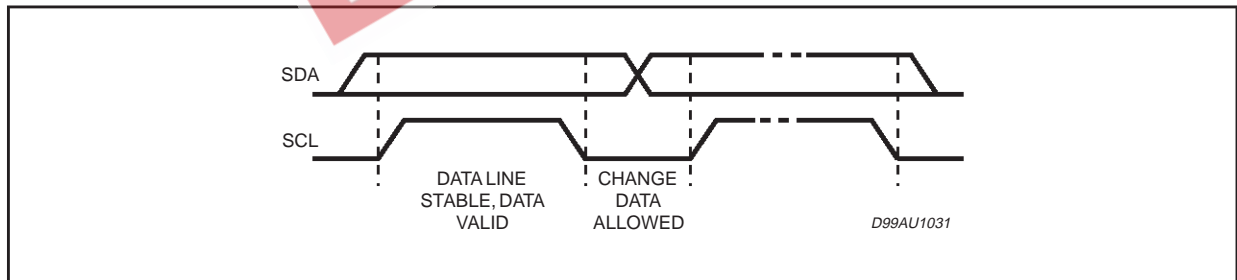 SDA
SCL
DATA LINE
STABLE, DATA
VALID
CHANGE
DATA
ALLOWED
D99AU1031